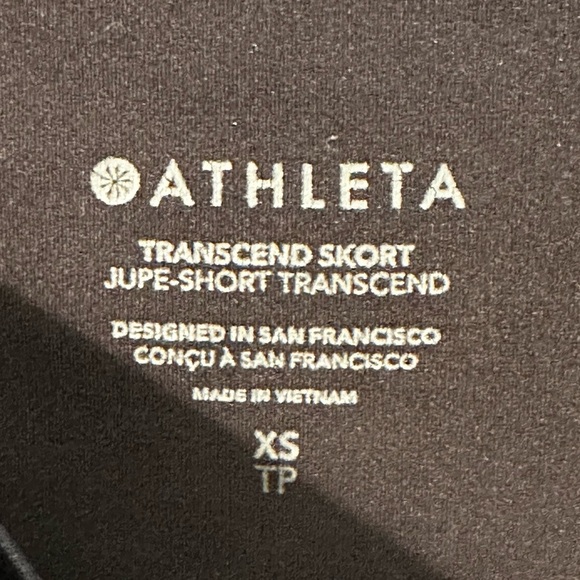 ATHLETA
TRANSCEND SKORT
JUPE-SHORT TRANSCEND
DESIGNED IN SAN FRANCISCO
CONÇU À SAN FRANCISCO
MADE IN VIETNAM
XS
TP